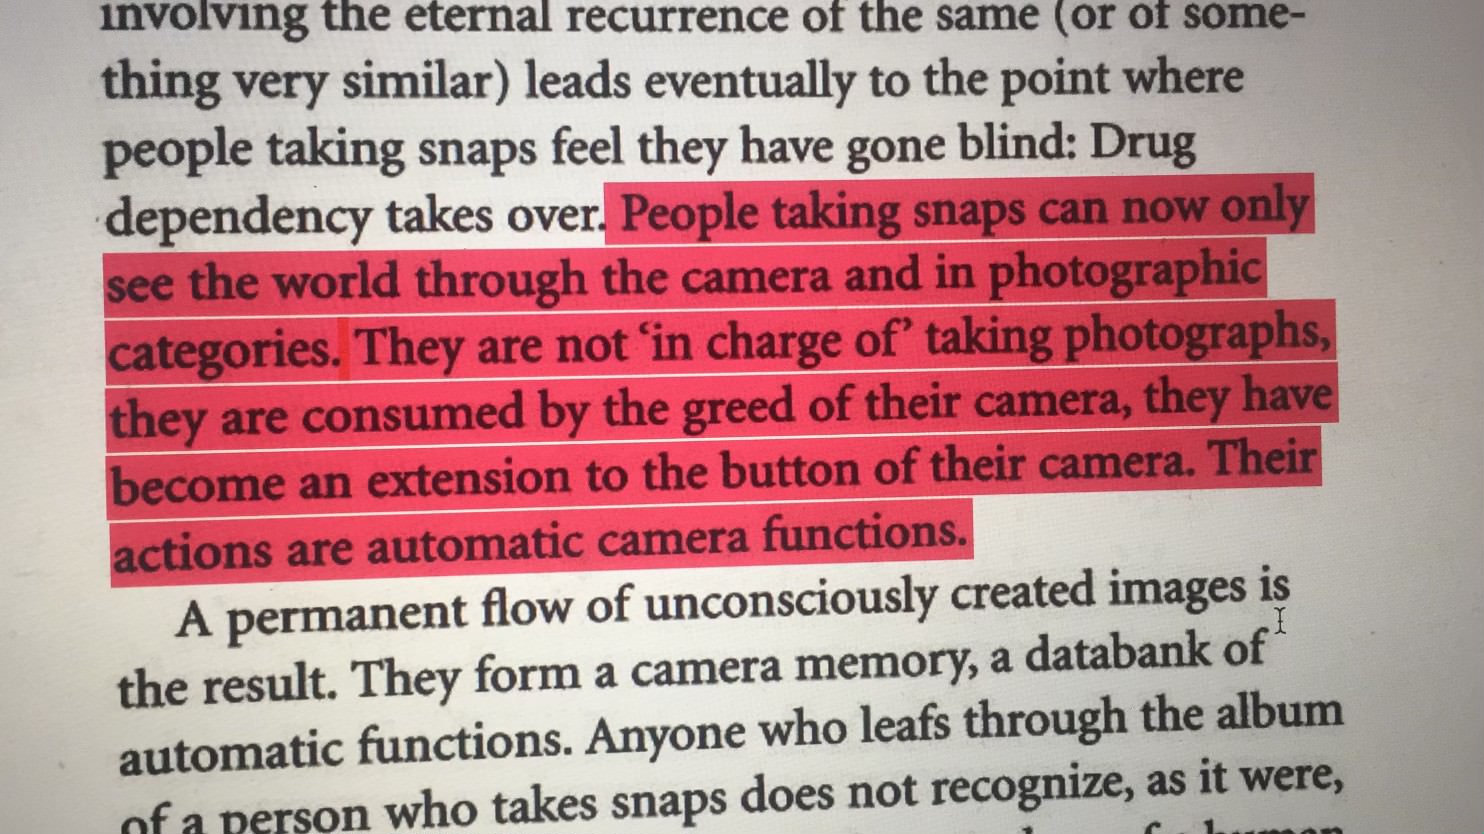 involving the eternal recurrence of the same (or of some-
thing very similar) leads eventually to the point where
people taking snaps feel they have gone blind: Drug
dependency takes over. People taking snaps can now only
see the world through the camera and in photographic
categories. They are not ‘in charge of’ taking photographs,
they are consumed by the greed of their camera, they have
become an extension to the button of their camera. Their
actions are automatic camera functions.
A permanent flow of unconsciously created images is
the result. They form a camera memory, a databank of
automatic functions. Anyone who leafs through the album
of a person who takes snaps does not recognize, as it were,